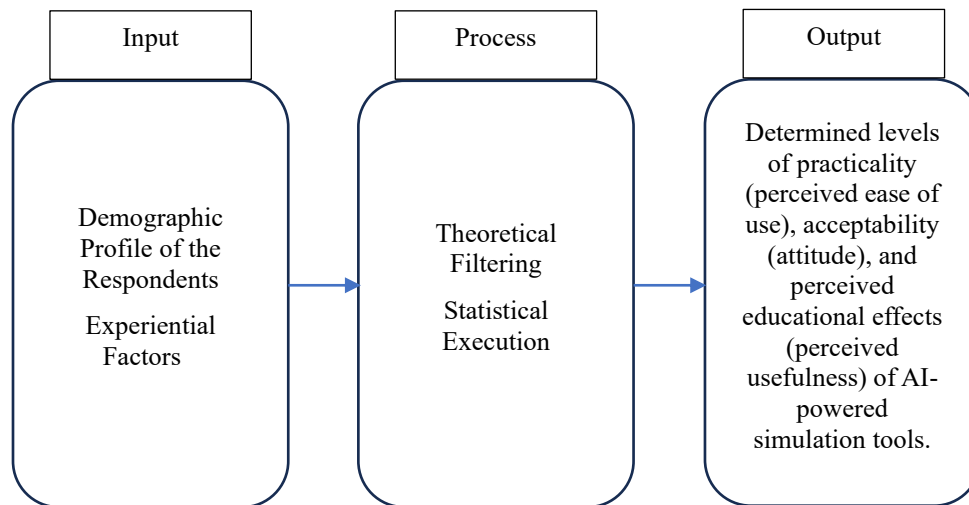 Input
Process
Output
Demographic
Profile of the
Respondents
Experiential
Factors
Theoretical
Filtering
Statistical
Execution
Determined levels
of practicality
(perceived ease of
use), acceptability
(attitude), and
perceived
educational effects
(perceived
usefulness) of AI-
powered
simulation tools.